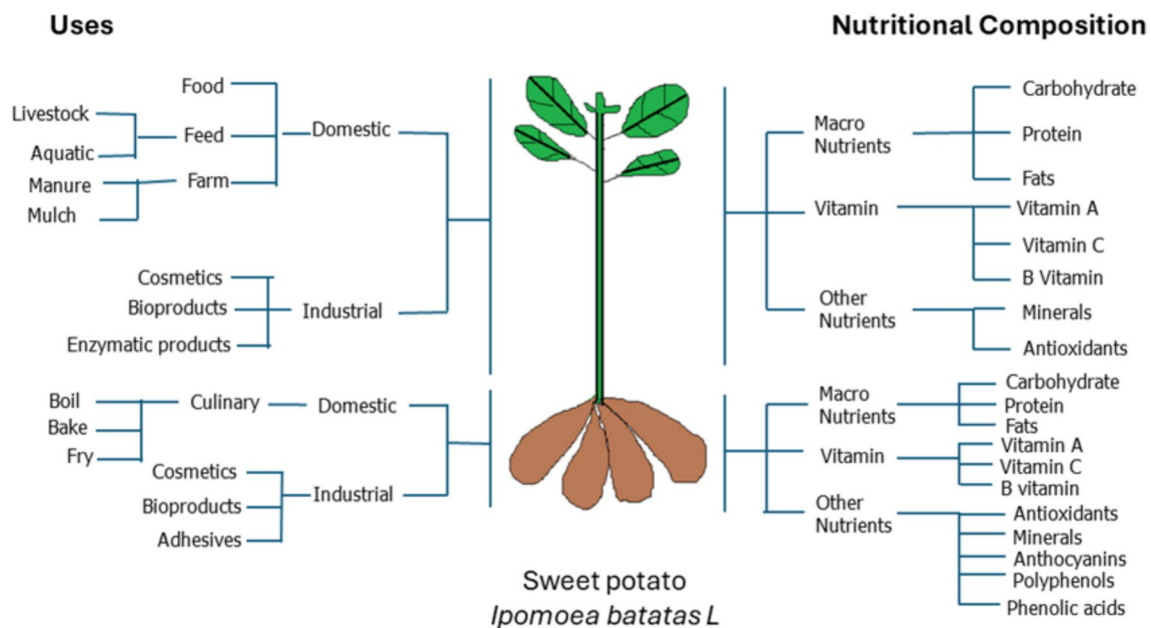 Uses
Nutritional Composition
Food
Livestock
Feed
Aquatic
Manure
Farm
Mulch
Domestic
Cosmetics
Bioproducts
Industrial
Enzymatic products
Boil
Culinary
Domestic
Bake
Fry
Cosmetics
Bioproducts
Industrial
Adhesives
Macro
Nutrients
Carbohydrate
Protein
Fats
Vitamin
Vitamin A
Vitamin C
B Vitamin
Other
Nutrients
Minerals
Antioxidants
Macro
Nutrients
Carbohydrate
Protein
Fats
Vitamin
Vitamin A
Vitamin C
B vitamin
Other
Nutrients
Antioxidants
Minerals
Anthocyanins
Polyphenols
Phenolic acids
Sweet potato
Ipomoea batatas L